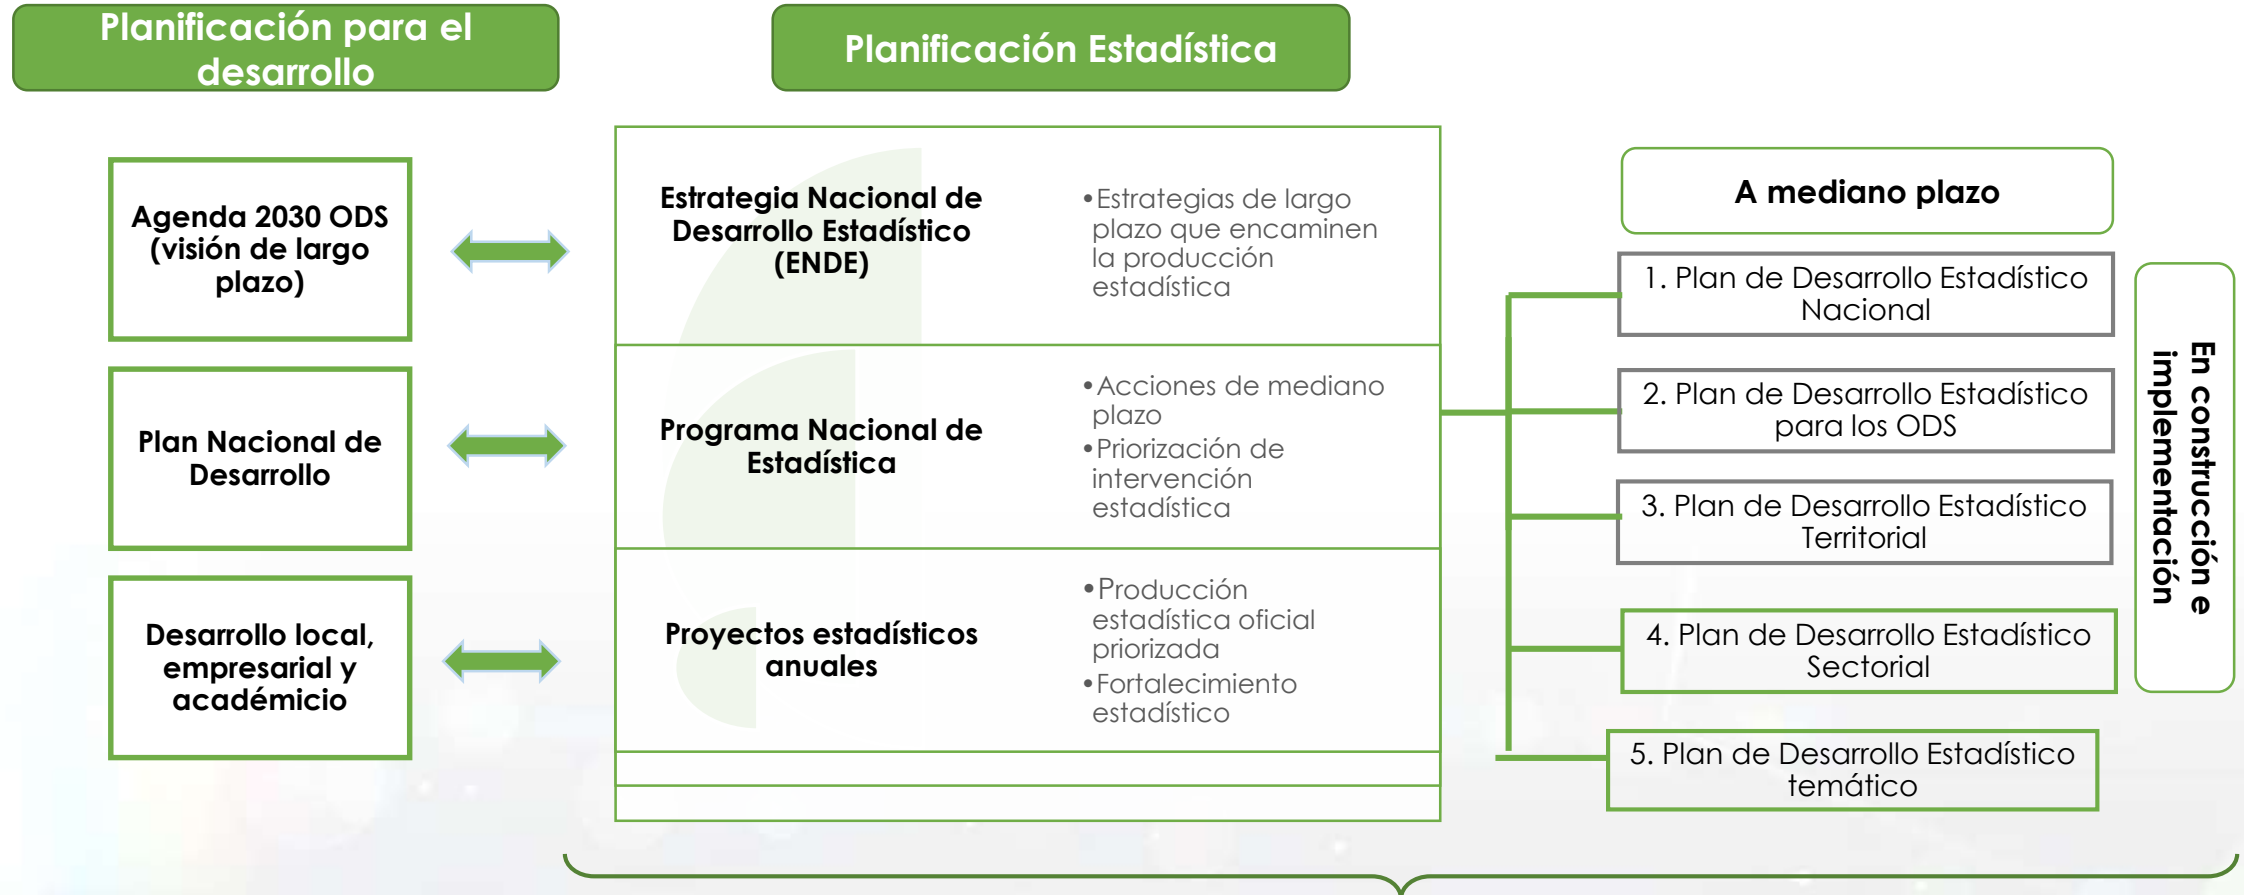 Planificación para el
desarrollo
Planificación Estadística
Agenda 2030 ODS
(visión de largo
plazo)
Plan Nacional de
Desarrollo
Desarrollo local,
empresarial y
académicio
Estrategia Nacional de
Desarrollo Estadístico
(ENDE)
•Estrategias de largo
plazo que encaminen
la producción
estadística
Programa Nacional de
Estadística
•Acciones de mediano
plazo
•Priorización de
intervención
estadística
Proyectos estadísticos
anuales
•Producción
estadística oficial
priorizada
•Fortalecimiento
estadístico
A mediano plazo
1. Plan de Desarrollo Estadístico
Nacional
2. Plan de Desarrollo Estadístico
para los ODS
3. Plan de Desarrollo Estadístico
Territorial
4. Plan de Desarrollo Estadístico
Sectorial
5. Plan de Desarrollo Estadístico
temático
En construcción e
implementación